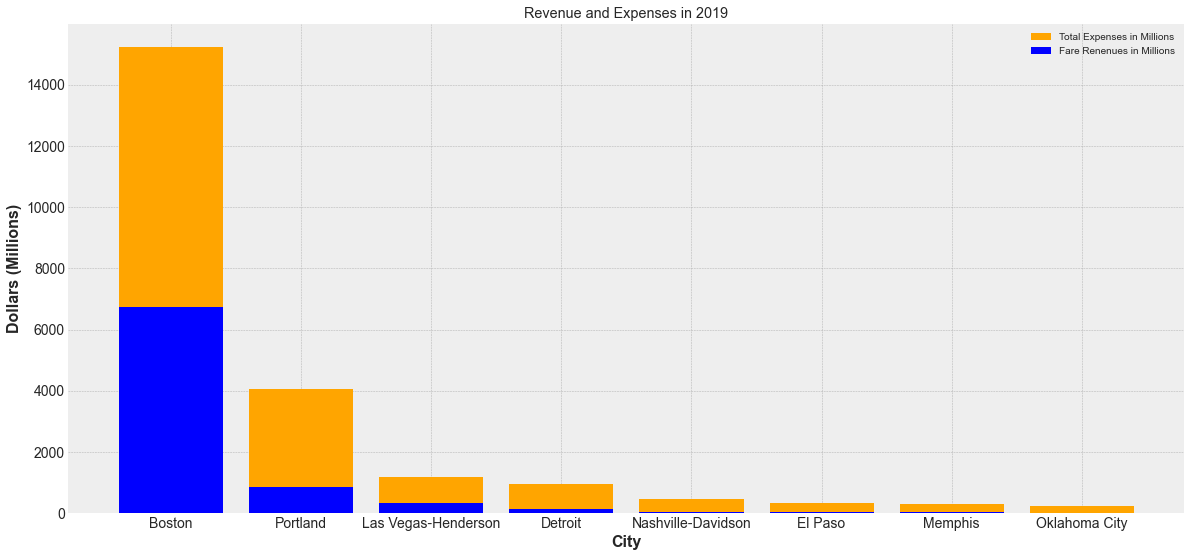 Revenue and Expenses in 2019
Total Expenses in Millions
Fare Renenues in Millions
Dollars (Millions)
14000
12000
10000
8000
6000
4000
2000
0
Boston Portland Las Vegas-Henderson Detroit Nashville-Davidson El Paso Memphis Oklahoma City
City